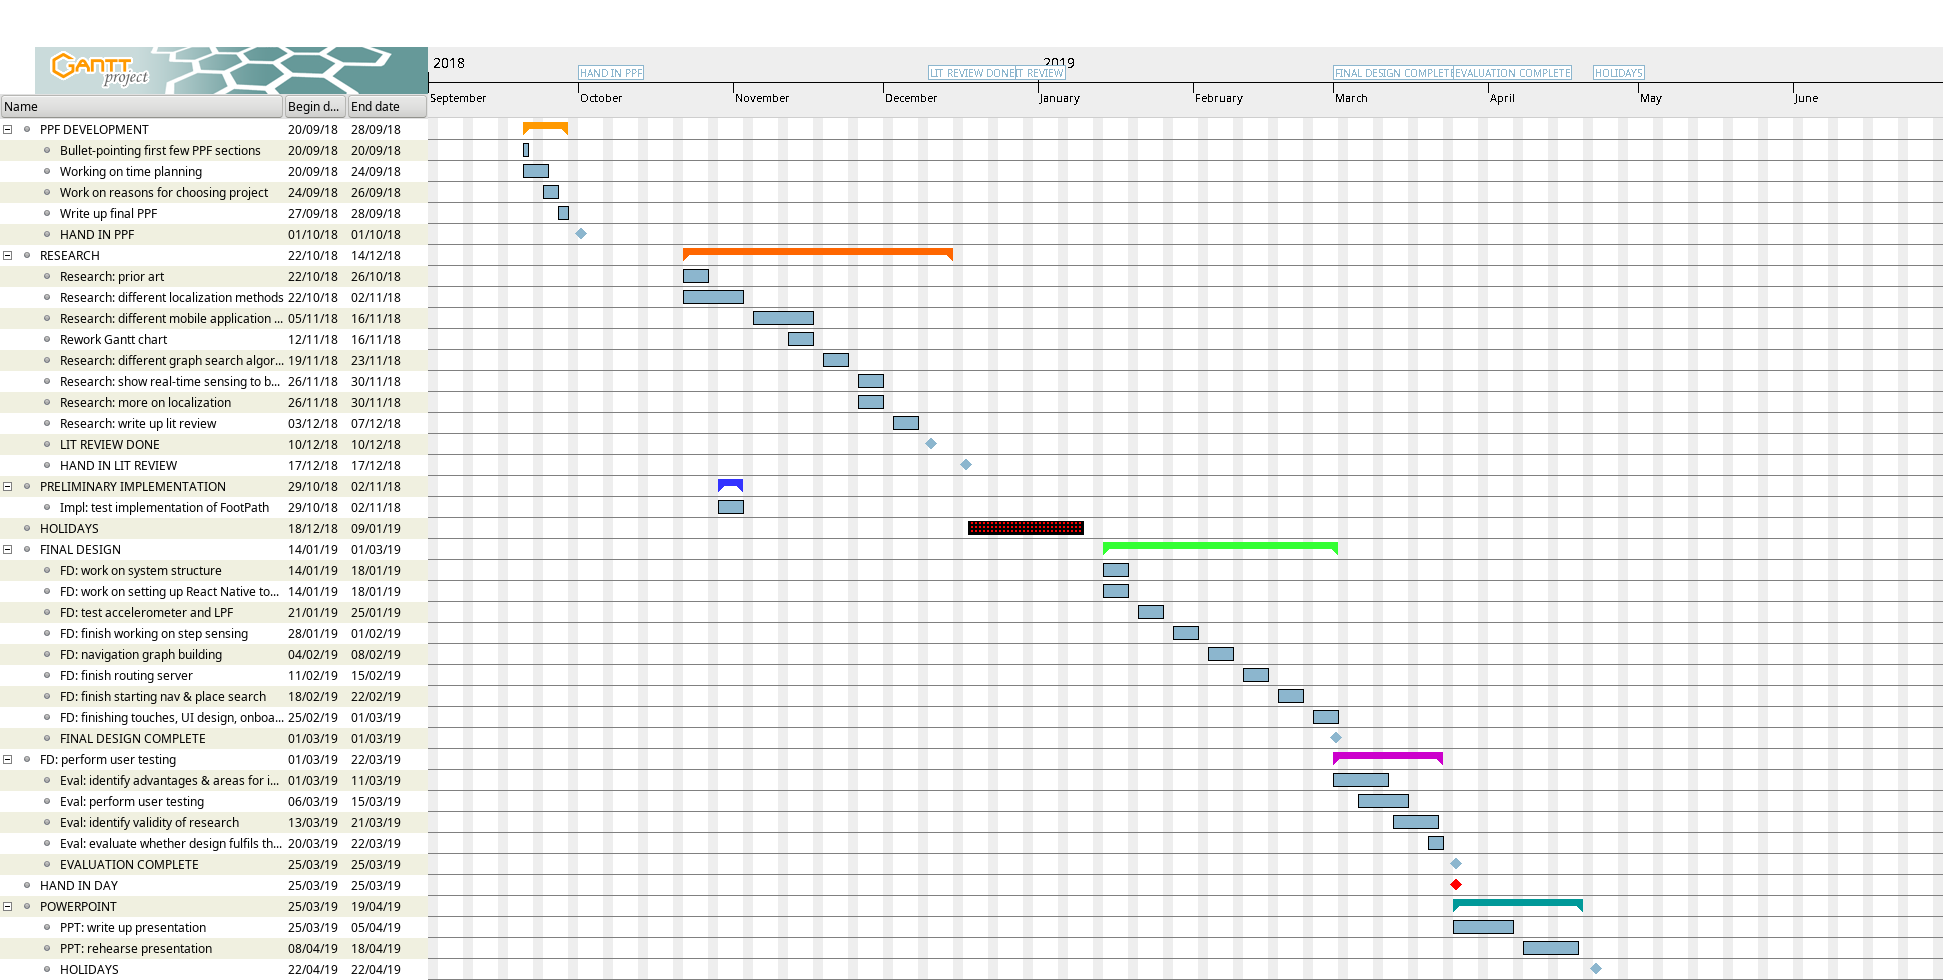 GANTT
project
2018
2019
HAND IN PPF
LIT REVIEW DONE
IT REVIEW
FINAL DESIGN COMPLETE
EVALUATION COMPLETE
HOLIDAYS
September October November December January February March April May June
Name Begin d... End date
PPF DEVELOPMENT 20/09/18 28/09/18
Bullet-pointing first few PPF sections 20/09/18 20/09/18
Working on time planning 20/09/18 24/09/18
Work on reasons for choosing project 24/09/18 26/09/18
Write up final PPF 27/09/18 28/09/18
HAND IN PPF 01/10/18 01/10/18
RESEARCH 22/10/18 14/12/18
Research: prior art 22/10/18 26/10/18
Research: different localization methods 22/10/18 02/11/18
Research: different mobile application ... 05/11/18 16/11/18
Rework Gantt chart 12/11/18 16/11/18
Research: different graph search algor... 19/11/18 23/11/18
Research: show real-time sensing to b... 26/11/18 30/11/18
Research: more on localization 26/11/18 30/11/18
Research: write up lit review 03/12/18 07/12/18
LIT REVIEW DONE 10/12/18 10/12/18
HAND IN LIT REVIEW 17/12/18 17/12/18
PRELIMINARY IMPLEMENTATION 29/10/18 02/11/18
Impl: test implementation of FootPath 29/10/18 02/11/18
HOLIDAYS 18/12/18 09/01/19
FINAL DESIGN 14/01/19 01/03/19
FD: work on system structure 14/01/19 18/01/19
FD: work on setting up React Native to... 14/01/19 18/01/19
FD: test accelerometer and LPF 21/01/19 25/01/19
FD: finish working on step sensing 28/01/19 01/02/19
FD: navigation graph building 04/02/19 08/02/19
FD: finish routing server 11/02/19 15/02/19
FD: finish starting nav & place search 18/02/19 22/02/19
FD: finishing touches, UI design, onboa... 25/02/19 01/03/19
FINAL DESIGN COMPLETE 01/03/19 01/03/19
FD: perform user testing 01/03/19 22/03/19
Eval: identify advantages & areas for i... 01/03/19 11/03/19
Eval: perform user testing 06/03/19 15/03/19
Eval: identify validity of research 13/03/19 21/03/19
Eval: evaluate whether design fulfils th... 20/03/19 22/03/19
EVALUATION COMPLETE 25/03/19 25/03/19
HAND IN DAY 25/03/19 25/03/19
POWERPOINT 25/03/19 19/04/19
PPT: write up presentation 25/03/19 05/04/19
PPT: rehearse presentation 08/04/19 18/04/19
HOLIDAYS 22/04/19 22/04/19